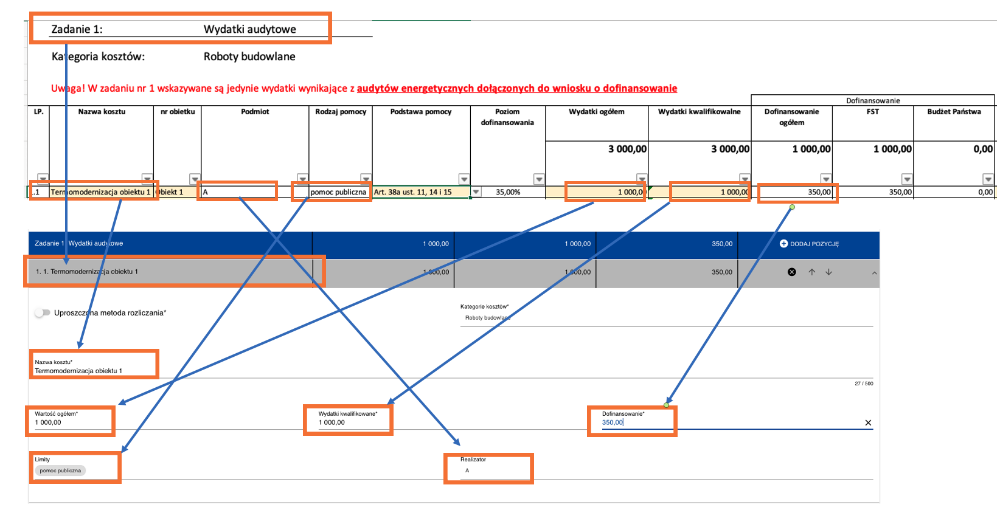 Zadanie 1: Wydatki audytowe
Kategoria kosztów: Roboty budowlane
Uwaga! W zadaniu nr 1 wskazywane są jedynie wydatki wynikające z audytów energetycznych dołączonych do wniosku o dofinansowanie
Dofinansowanie
LP. Nazwa kosztu nr obietku Podmiot Rodzaj pomocy Podstawa pomocy Poziom Wydatki ogółem Wydatki kwalifikowalne Dofinansowanie FST Budżet Państwa
dofinansowania ogółem
3 000,00 3 000,00 1 000,00 1 000,00 0,00
.1 Termomodernizacja obiektu 1 Obiekt 1 A pomoc publiczna Art. 38a ust. 11, 14 i 15 35,00% 1 000,00 1 000,00 350,00 350,00 0,00
Zadanie 1 Wydatki audytowe 1 000,00 1 000,00 350,00 DODAJ POZYCJĘ
1. 1. Termomodernizacja obiektu 1 1 000,00 1 000,00 350,00
Uproszczona metoda rozliczania*
Kategorie kosztów*
Roboty budowlane
Nazwa kosztu*
Termomodernizacja obiektu 1
27 / 500
Wartość ogółem* Wydatki kwalifikowane* Dofinansowanie*
1 000,00 1 000,00 350,00
Limity Realizator
pomoc publiczna A